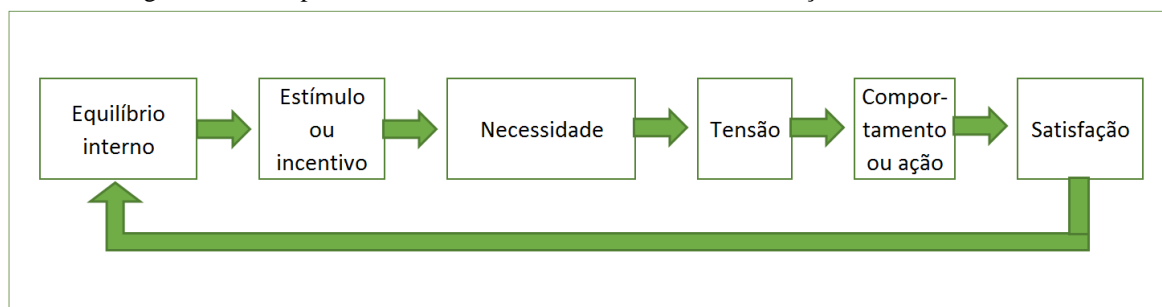 Equilíbrio
interno
Estímulo
ou
incentivo
Necessidade
Tensão
Compor-
tamento
ou ação
Satisfação